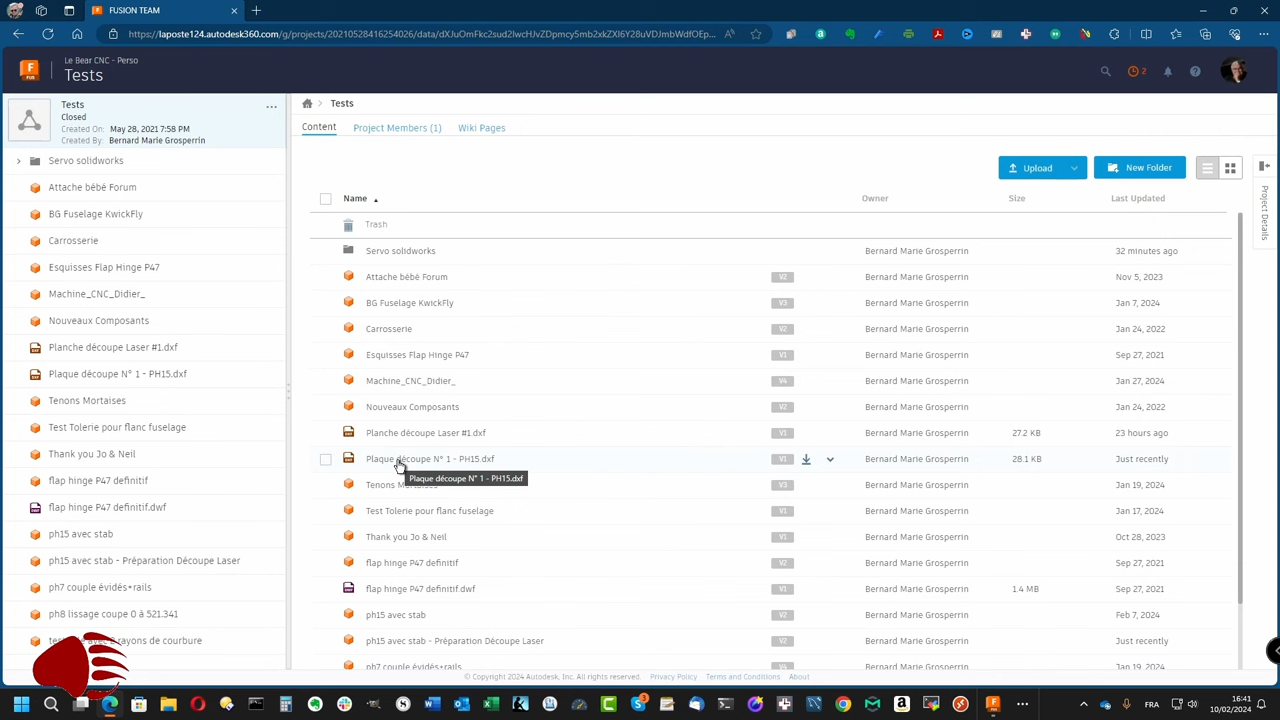 FUSION TEAM
https://laposte124.autodesk360.com/g/projects/20210528164254026/data/dXJuOmFkc2sud2lwcHJvZDpmcy5mb2xkZXI6Y28uVDJmbWdfOEp...
Le Bear CNC - Perso
Tests
2
Tests
Closed
Created On: May 28, 2021 7:58 PM
Created By: Bernard Marie Grosperrin
Servo solidworks
Attache bébé Forum
BG Fuselage KwickFly
Carrosserie
Esquisses Flap Hinge P47
Machine_CNC_Didier_
Nouveaux Composants
Planche découpe Laser #1.dxf
Plaque découpe N° 1 - PH15.dxf
Tenons Mortaises
Test Tolerie pour flanc fuselage
Thank you Jo & Neil
flap hinge P47 definitif
flap hinge P47 definitif.dwf
ph15 avec stab
ph15 avec stab - Préparation Découpe Laser
ph7 couple évidés+rails
ph8 lissage coupe 0 à 521.341
rayons de courbure
Tests
Content Project Members (1) Wiki Pages
Upload New Folder
Project Details
Name Owner Size Last Updated
Trash
Servo solidworks Bernard Marie Grosperrin 32 minutes ago
Attache bébé Forum V2 Bernard Marie Grosperrin Nov 5, 2023
BG Fuselage KwickFly V3 Bernard Marie Grosperrin Jan 7, 2024
Carrosserie V2 Bernard Marie Grosperrin Jan 24, 2022
Esquisses Flap Hinge P47 V1 Bernard Marie Grosperrin Sep 27, 2021
Machine_CNC_Didier_ V4 Bernard Marie Grosperrin Jan 27, 2024
Nouveaux Composants V2 Bernard Marie Grosperrin Jan 24, 2022
Planche découpe Laser #1.dxf V1 Bernard Marie Grosperrin 27.2 KB 23 hours ago
Plaque découpe N° 1 - PH15.dxf V1 Bernard Marie Grosperrin 28.1 KB Just recently
Plaque découpe N° 1 - PH15.dxf
Tenons Mortaises V3 Bernard Marie Grosperrin Jan 19, 2024
Test Tolerie pour flanc fuselage V1 Bernard Marie Grosperrin Jan 17, 2024
Thank you Jo & Neil V1 Bernard Marie Grosperrin Oct 28, 2023
flap hinge P47 definitif V2 Bernard Marie Grosperrin Sep 27, 2021
flap hinge P47 definitif.dwf V1 Bernard Marie Grosperrin 1.4 MB Sep 27, 2021
ph15 avec stab V2 Bernard Marie Grosperrin Feb 7, 2024
ph15 avec stab - Préparation Découpe Laser V2 Bernard Marie Grosperrin Just recently
ph7 couple évidés+rails Bernard Marie Grosperrin Jan 19, 2024
© Copyright 2024 Autodesk, Inc. All rights reserved. Privacy Policy Terms and Conditions About
FRA
16:41
10/02/2024